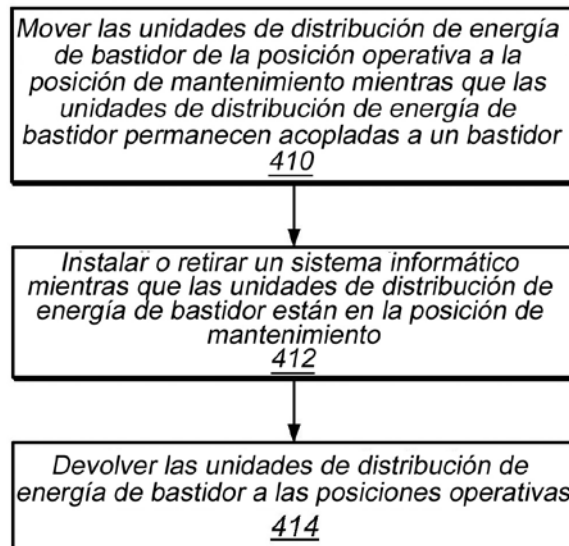 Mover las unidades de distribución de energía
de bastidor de la posición operativa a la
posición de mantenimiento mientras que las
unidades de distribución de energía de
bastidor permanecen acopladas a un bastidor
410
Instalar o retirar un sistema informático
mientras que las unidades de distribución de
energía de bastidor están en la posición de
mantenimiento
412
Devolver las unidades de distribución de
energía de bastidor a las posiciones operativas
414